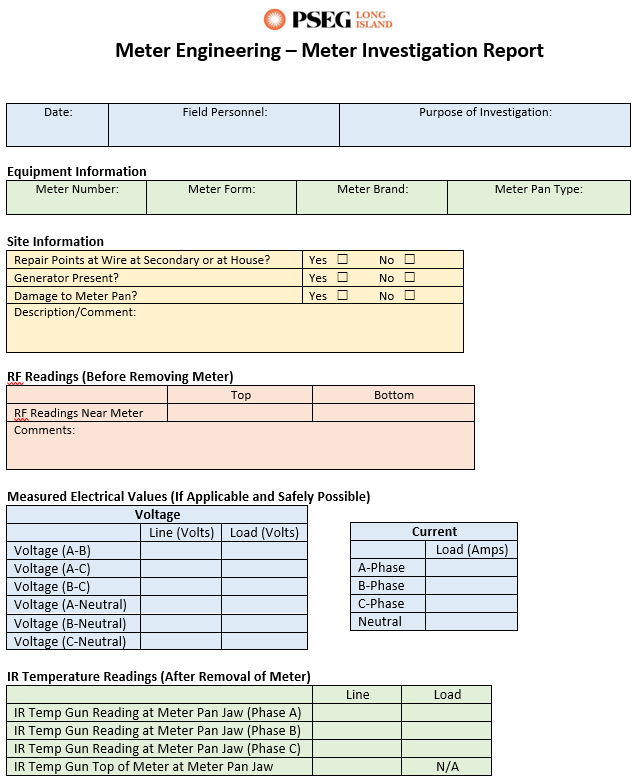 PSEG LONG ISLAND
Meter Engineering – Meter Investigation Report
Date: Field Personnel: Purpose of Investigation:
Equipment Information
Meter Number: Meter Form: Meter Brand: Meter Pan Type:
Site Information
Repair Points at Wire at Secondary or at House? Yes ☐ No ☐
Generator Present? Yes ☐ No ☐
Damage to Meter Pan? Yes ☐ No ☐
Description/Comment:
RF Readings (Before Removing Meter)
Top Bottom
RF Readings Near Meter
Comments:
Measured Electrical Values (If Applicable and Safely Possible)
Voltage
Line (Volts) Load (Volts)
Voltage (A-B)
Voltage (A-C)
Voltage (B-C)
Voltage (A-Neutral)
Voltage (B-Neutral)
Voltage (C-Neutral)
Current
Load (Amps)
A-Phase
B-Phase
C-Phase
Neutral
IR Temperature Readings (After Removal of Meter)
Line Load
IR Temp Gun Reading at Meter Pan Jaw (Phase A)
IR Temp Gun Reading at Meter Pan Jaw (Phase B)
IR Temp Gun Reading at Meter Pan Jaw (Phase C)
IR Temp Gun Top of Meter at Meter Pan Jaw N/A